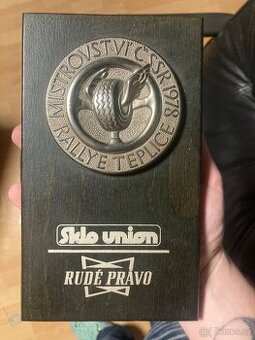 MISTROVSTVÍ ČSSR 1978
RALLYE TEPLICE
Sklo union
RUDÉ PRÁVO